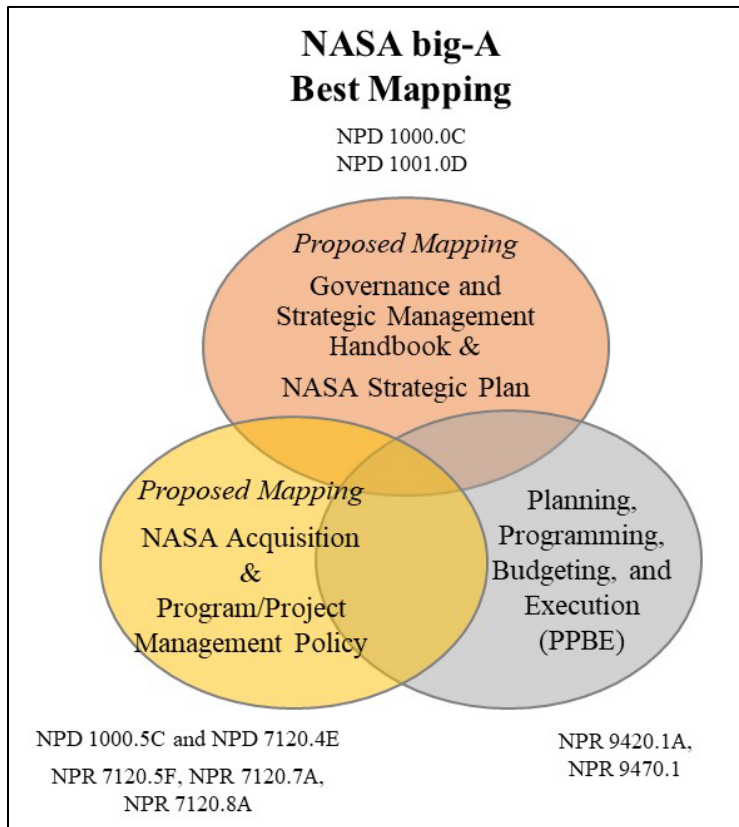 NASA big-A
Best Mapping
NPD 1000.0C
NPD 1001.0D
Proposed Mapping
Governance and
Strategic Management
Handbook &
NASA Strategic Plan
Proposed Mapping
NASA Acquisition
&
Program/Project
Management Policy
Planning,
Programming,
Budgeting, and
Execution
(PPBE)
NPD 1000.5C and NPD 7120.4E
NPR 7120.5F, NPR 7120.7A,
NPR 7120.8A
NPR 9420.1A,
NPR 9470.1